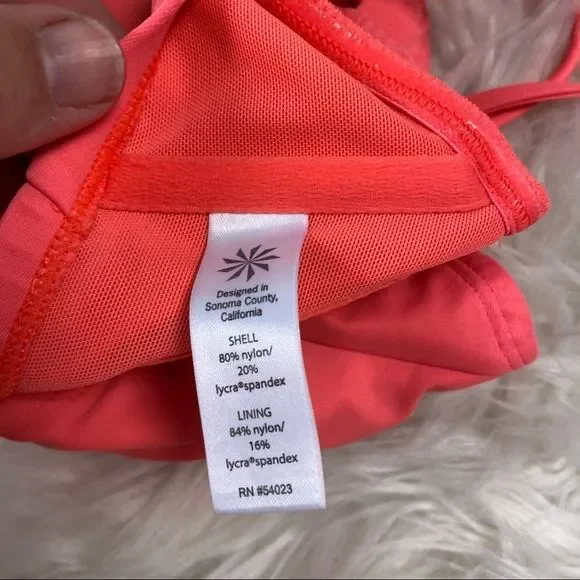 Designed in
Sonoma County,
California
SHELL
80% nylon/
20%
lycra®spandex
LINING
84% nylon/
16%
lycra®spandex
RN #54023